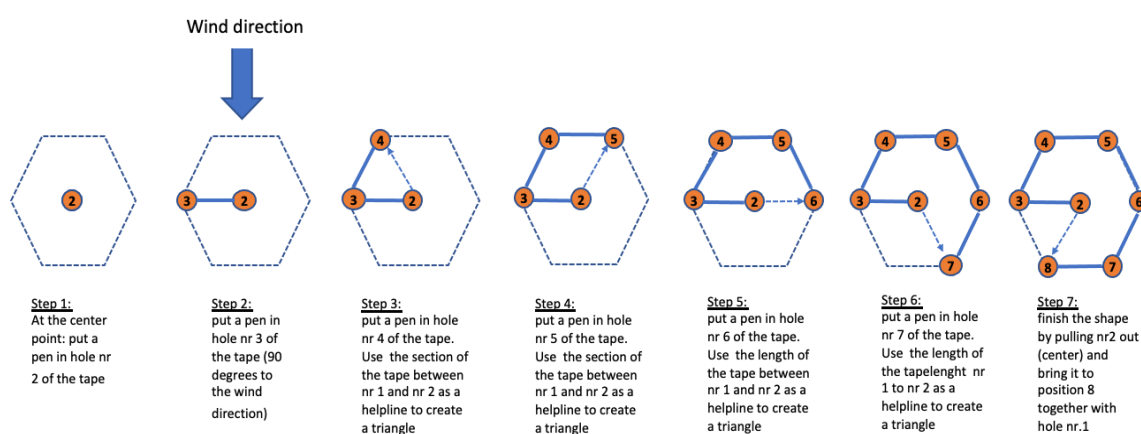 Wind direction
2
3
2
4
3
2
4
5
3
2
4
5
3
2
6
4
5
3
2
6
7
4
5
3
2
6
8
7
Step 1:
At the center
point: put a
pen in hole nr
2 of the tape
Step 2:
put a pen in
hole nr 3 of
the tape (90
degrees to
the wind
direction)
Step 3:
put a pen in hole
nr 4 of the tape.
Use the section of
the tape between
nr 1 and nr 2 as a
helpline to create
a triangle
Step 4:
put a pen in hole
nr 5 of the tape.
Use the section of
the tape between
nr 1 and nr 2 as a
helpline to create
a triangle
Step 5:
put a pen in hole
nr 6 of the tape.
Use the length of
the tape between
nr 1 and nr 2 as a
helpline to create
a triangle
Step 6:
put a pen in hole
nr 7 of the tape.
Use the length of
the tapelenght nr
1 to nr 2 as a
helpline to create
a triangle
Step 7:
finish the shape
by pulling nr2 out
(center) and
bring it to
position 8
together with
hole nr.1